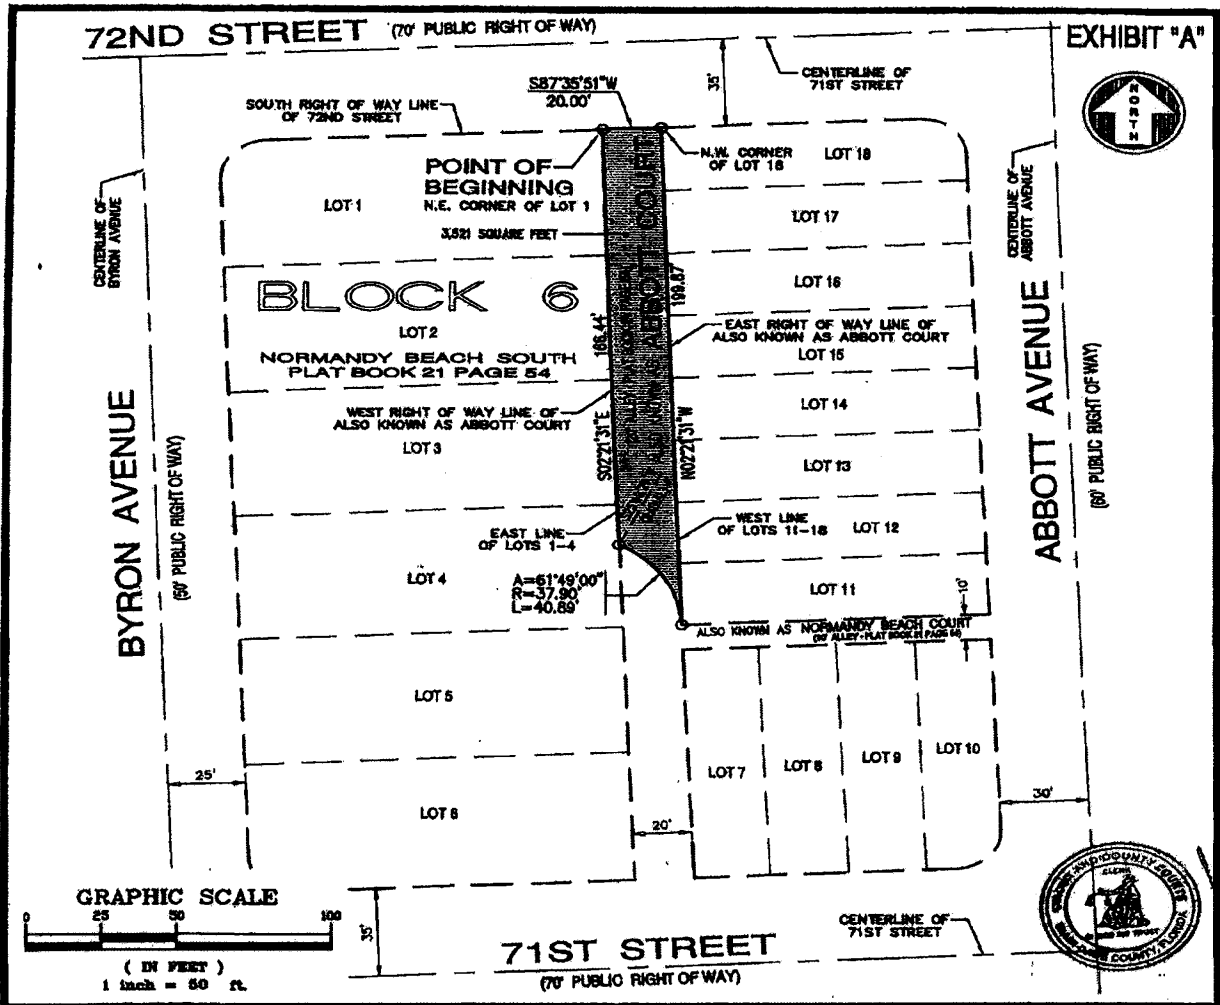 72ND STREET (70' PUBLIC RIGHT OF WAY)
EXHIBIT "A"
NORTH
CENTERLINE OF
71ST STREET
35'
S87°35'51"W
20.00'
SOUTH RIGHT OF WAY LINE
OF 72ND STREET
POINT OF
BEGINNING
N.E. CORNER OF LOT 1
N.W. CORNER
OF LOT 18
LOT 18
LOT 1
LOT 17
3,521 SQUARE FEET
CENTERLINE OF
BYRON AVENUE
CENTERLINE OF
ABBOTT AVENUE
BLOCK 6
LOT 16
LOT 2
NORMANDY BEACH SOUTH
PLAT BOOK 21 PAGE 54
166.44'
S02°21'31"E
ABBOTT COURT
199.87'
N02°21'31"W
EAST RIGHT OF WAY LINE OF
ALSO KNOWN AS ABBOTT COURT
LOT 15
WEST RIGHT OF WAY LINE OF
ALSO KNOWN AS ABBOTT COURT
LOT 14
LOT 3
LOT 13
BYRON AVENUE
(50' PUBLIC RIGHT OF WAY)
ABBOTT AVENUE
(60' PUBLIC RIGHT OF WAY)
EAST LINE
OF LOTS 1-4
WEST LINE
OF LOTS 11-18
LOT 12
LOT 4
A=61°49'00"
R=37.90'
L=40.89'
LOT 11
10'
ALSO KNOWN AS NORMANDY BEACH COURT
LOT 5
LOT 7
LOT 8
LOT 9
LOT 10
25'
LOT 6
20'
30'
GRAPHIC SCALE
0 25 50 100
( IN FEET )
1 inch = 50 ft.
35'
71ST STREET
(70' PUBLIC RIGHT OF WAY)
CENTERLINE OF
71ST STREET
COUNTY, FLORIDA